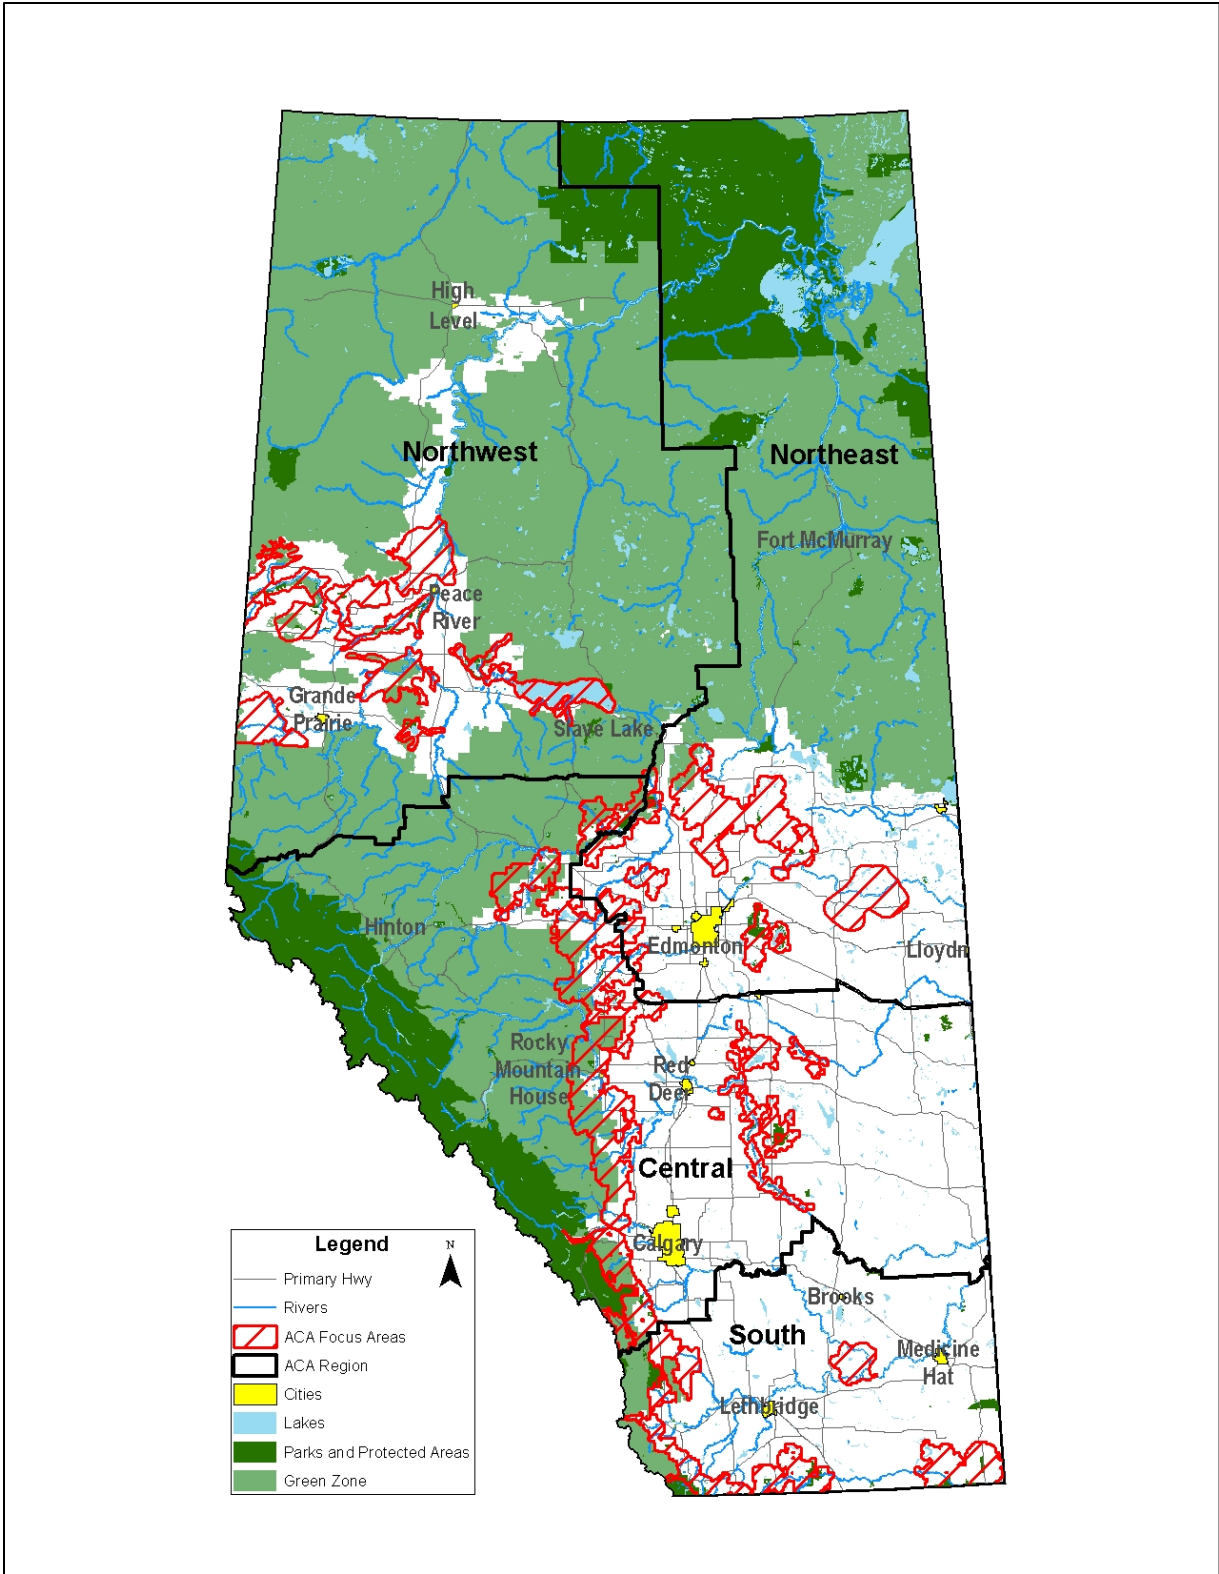 High
Level
Northwest
Northeast
Fort McMurray
Peace
River
Grande
Prairie
Slave Lake
Hinton
Edmonton
Lloydn
Rocky
Mountain
House
Red
Deer
Central
Calgary
Brooks
South
Medicine
Hat
Lethbridge
Legend
N
Primary Hwy
Rivers
ACA Focus Areas
ACA Region
Cities
Lakes
Parks and Protected Areas
Green Zone